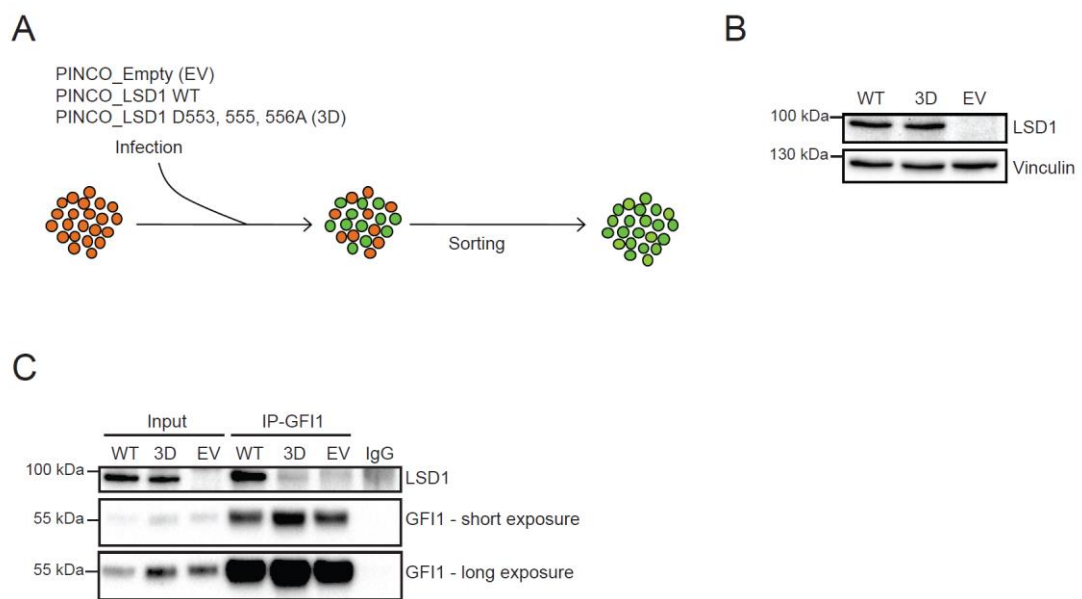 A
PINCO_Empty (EV)
PINCO_LSD1 WT
PINCO_LSD1 D553, 555, 556A (3D)
Infection
Sorting
B
WT 3D EV
100 kDa LSD1
130 kDa Vinculin
C
Input IP-GFI1
WT 3D EV WT 3D EV IgG
100 kDa LSD1
55 kDa GFI1 - short exposure
55 kDa GFI1 - long exposure